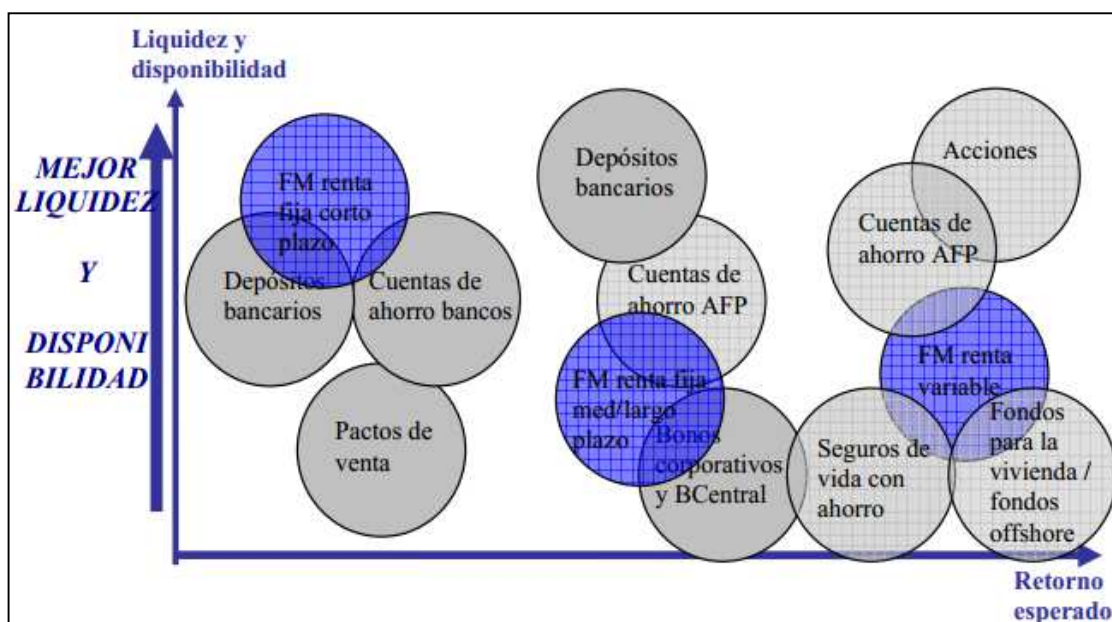 Liquidez y
disponibilidad
MEJOR
LIQUIDEZ
Y
DISPONI
BILIDAD
FM renta
fija corto
plazo
Depósitos
bancarios
Cuentas de
ahorro bancos
Pactos de
venta
Depósitos
bancarios
Cuentas de
ahorro AFP
FM renta fija
med/largo
plazo
Bonos
corporativos
y BCentral
Acciones
Cuentas de
ahorro AFP
FM renta
variable
Seguros de
vida con
ahorro
Fondos
para la
vivienda /
fondos
offshore
Retorno
esperado